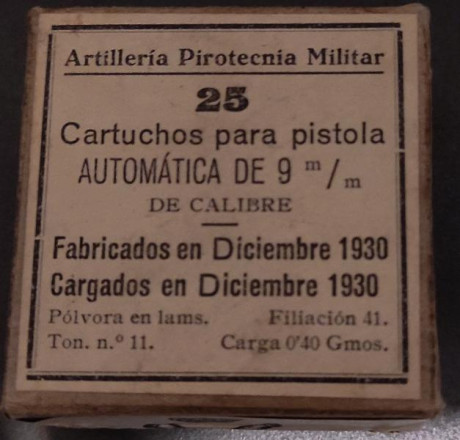 Artillería Pirotecnia Militar
25
Cartuchos para pistola
AUTOMÁTICA DE 9 m/m
DE CALIBRE
Fabricados en Diciembre 1930
Cargados en Diciembre 1930
Pólvora en lams. Filiación 41.
Ton. n.º 11. Carga 0'40 Gmos.